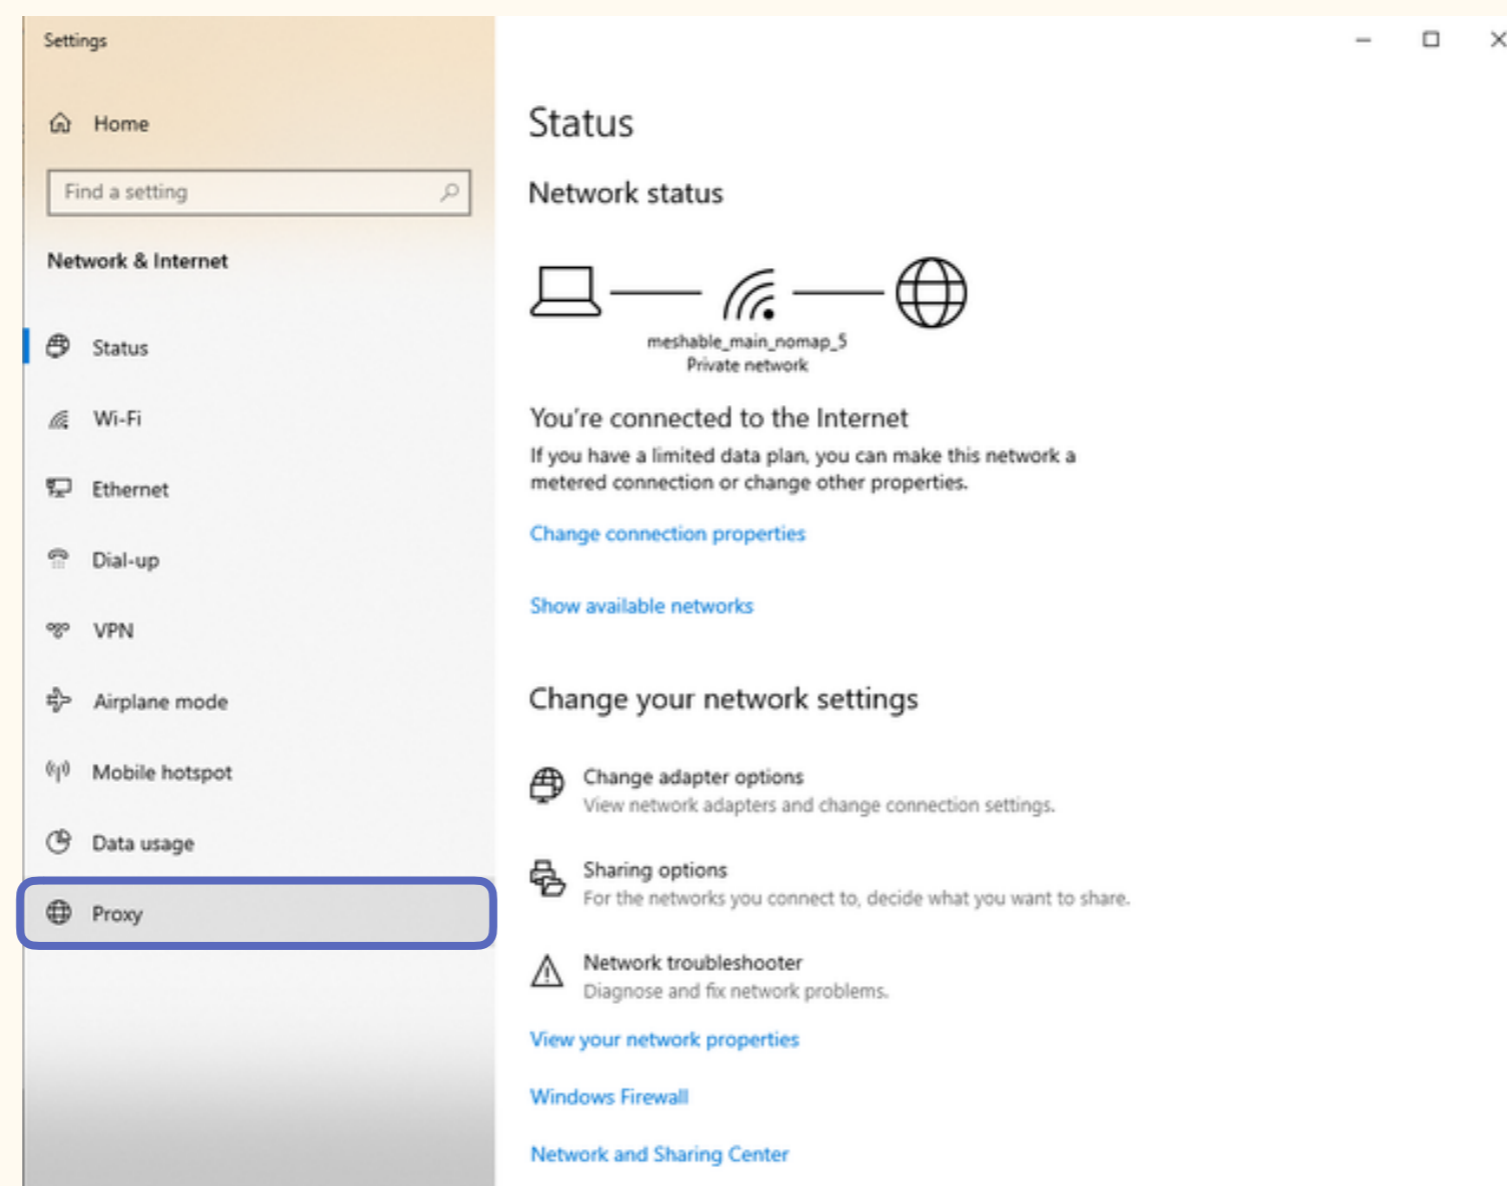 Settings
Home
Find a setting
Network & Internet
Status
Wi-Fi
Ethernet
Dial-up
VPN
Airplane mode
Mobile hotspot
Data usage
Proxy
Status
Network status
meshable_main_nomap_5
Private network
You're connected to the Internet
If you have a limited data plan, you can make this network a
metered connection or change other properties.
Change connection properties
Show available networks
Change your network settings
Change adapter options
View network adapters and change connection settings.
Sharing options
For the networks you connect to, decide what you want to share.
Network troubleshooter
Diagnose and fix network problems.
View your network properties
Windows Firewall
Network and Sharing Center